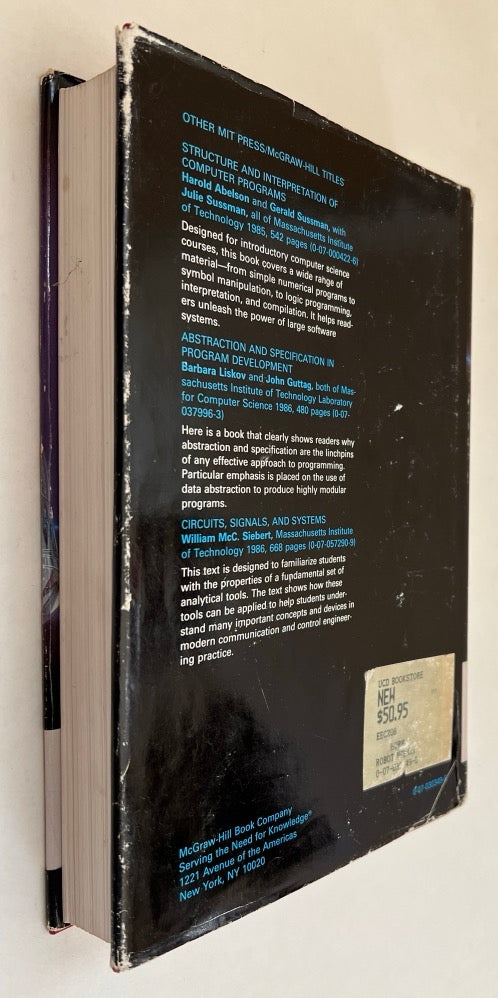 OTHER MIT PRESS/McGRAW-HILL TITLES
STRUCTURE AND INTERPRETATION OF
COMPUTER PROGRAMS
Harold Abelson and Gerald Sussman, with
Julie Sussman, all of Massachusetts Institute
of Technology 1985, 542 pages (0-07-000422-6)
Designed for introductory computer science
courses, this book covers a wide range of
material—from simple numerical programs to
symbol manipulation, to logic programming,
interpretation, and compilation. It helps read-
ers unleash the power of large software
systems.
ABSTRACTION AND SPECIFICATION IN
PROGRAM DEVELOPMENT
Barbara Liskov and John Guttag, both of Mas-
sachusetts Institute of Technology Laboratory
for Computer Science 1986, 480 pages (0-07-
037996-3)
Here is a book that clearly shows readers why
abstraction and specification are the linchpins
of any effective approach to programming.
Particular emphasis is placed on the use of
data abstraction to produce highly modular
programs.
CIRCUITS, SIGNALS, AND SYSTEMS
William McC. Siebert, Massachusetts Institute
of Technology 1986, 668 pages (0-07-057290-9)
This text is designed to familiarize students
with the properties of a fundamental set of
analytical tools. The text shows how these
tools can be applied to help students under-
stand many important concepts and devices in
modern communication and control engineer-
ing practice.
UCD BOOKSTORE
NEW
$50.95
ROBOT
McGraw-Hill Book Company
Serving the Need for Knowledge®
1221 Avenue of the Americas
New York, NY 10020